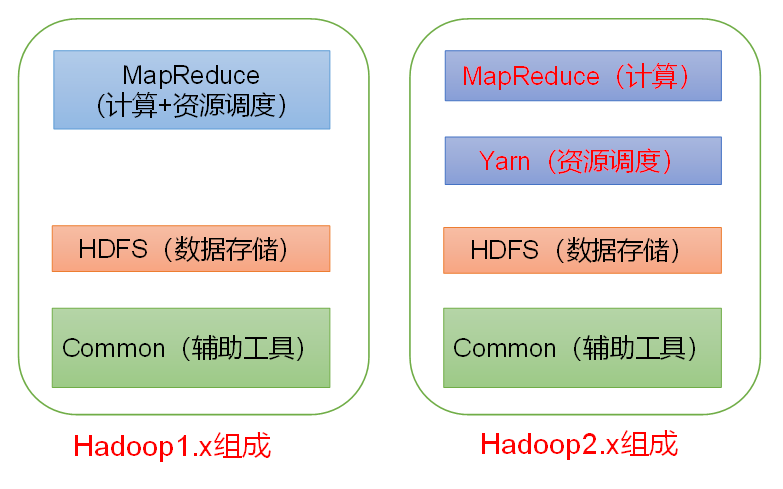 MapReduce
（计算+资源调度）
HDFS（数据存储）
Common（辅助工具）
Hadoop1.x组成
MapReduce（计算）
Yarn（资源调度）
HDFS（数据存储）
Common（辅助工具）
Hadoop2.x组成